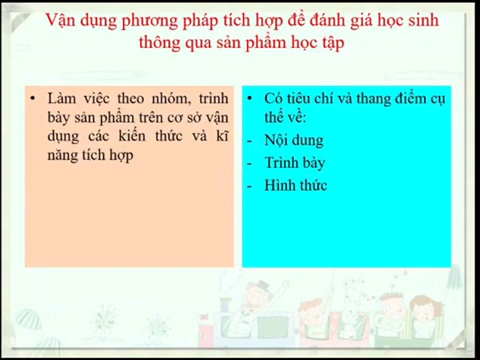 Vận dụng phương pháp tích hợp để đánh giá học sinh
thông qua sản phẩm học tập
• Làm việc theo nhóm, trình
bày sản phẩm trên cơ sở vận
dụng các kiến thức và kĩ
năng tích hợp
• Có tiêu chí và thang điểm cụ
thể về:
- Nội dung
- Trình bày
- Hình thức